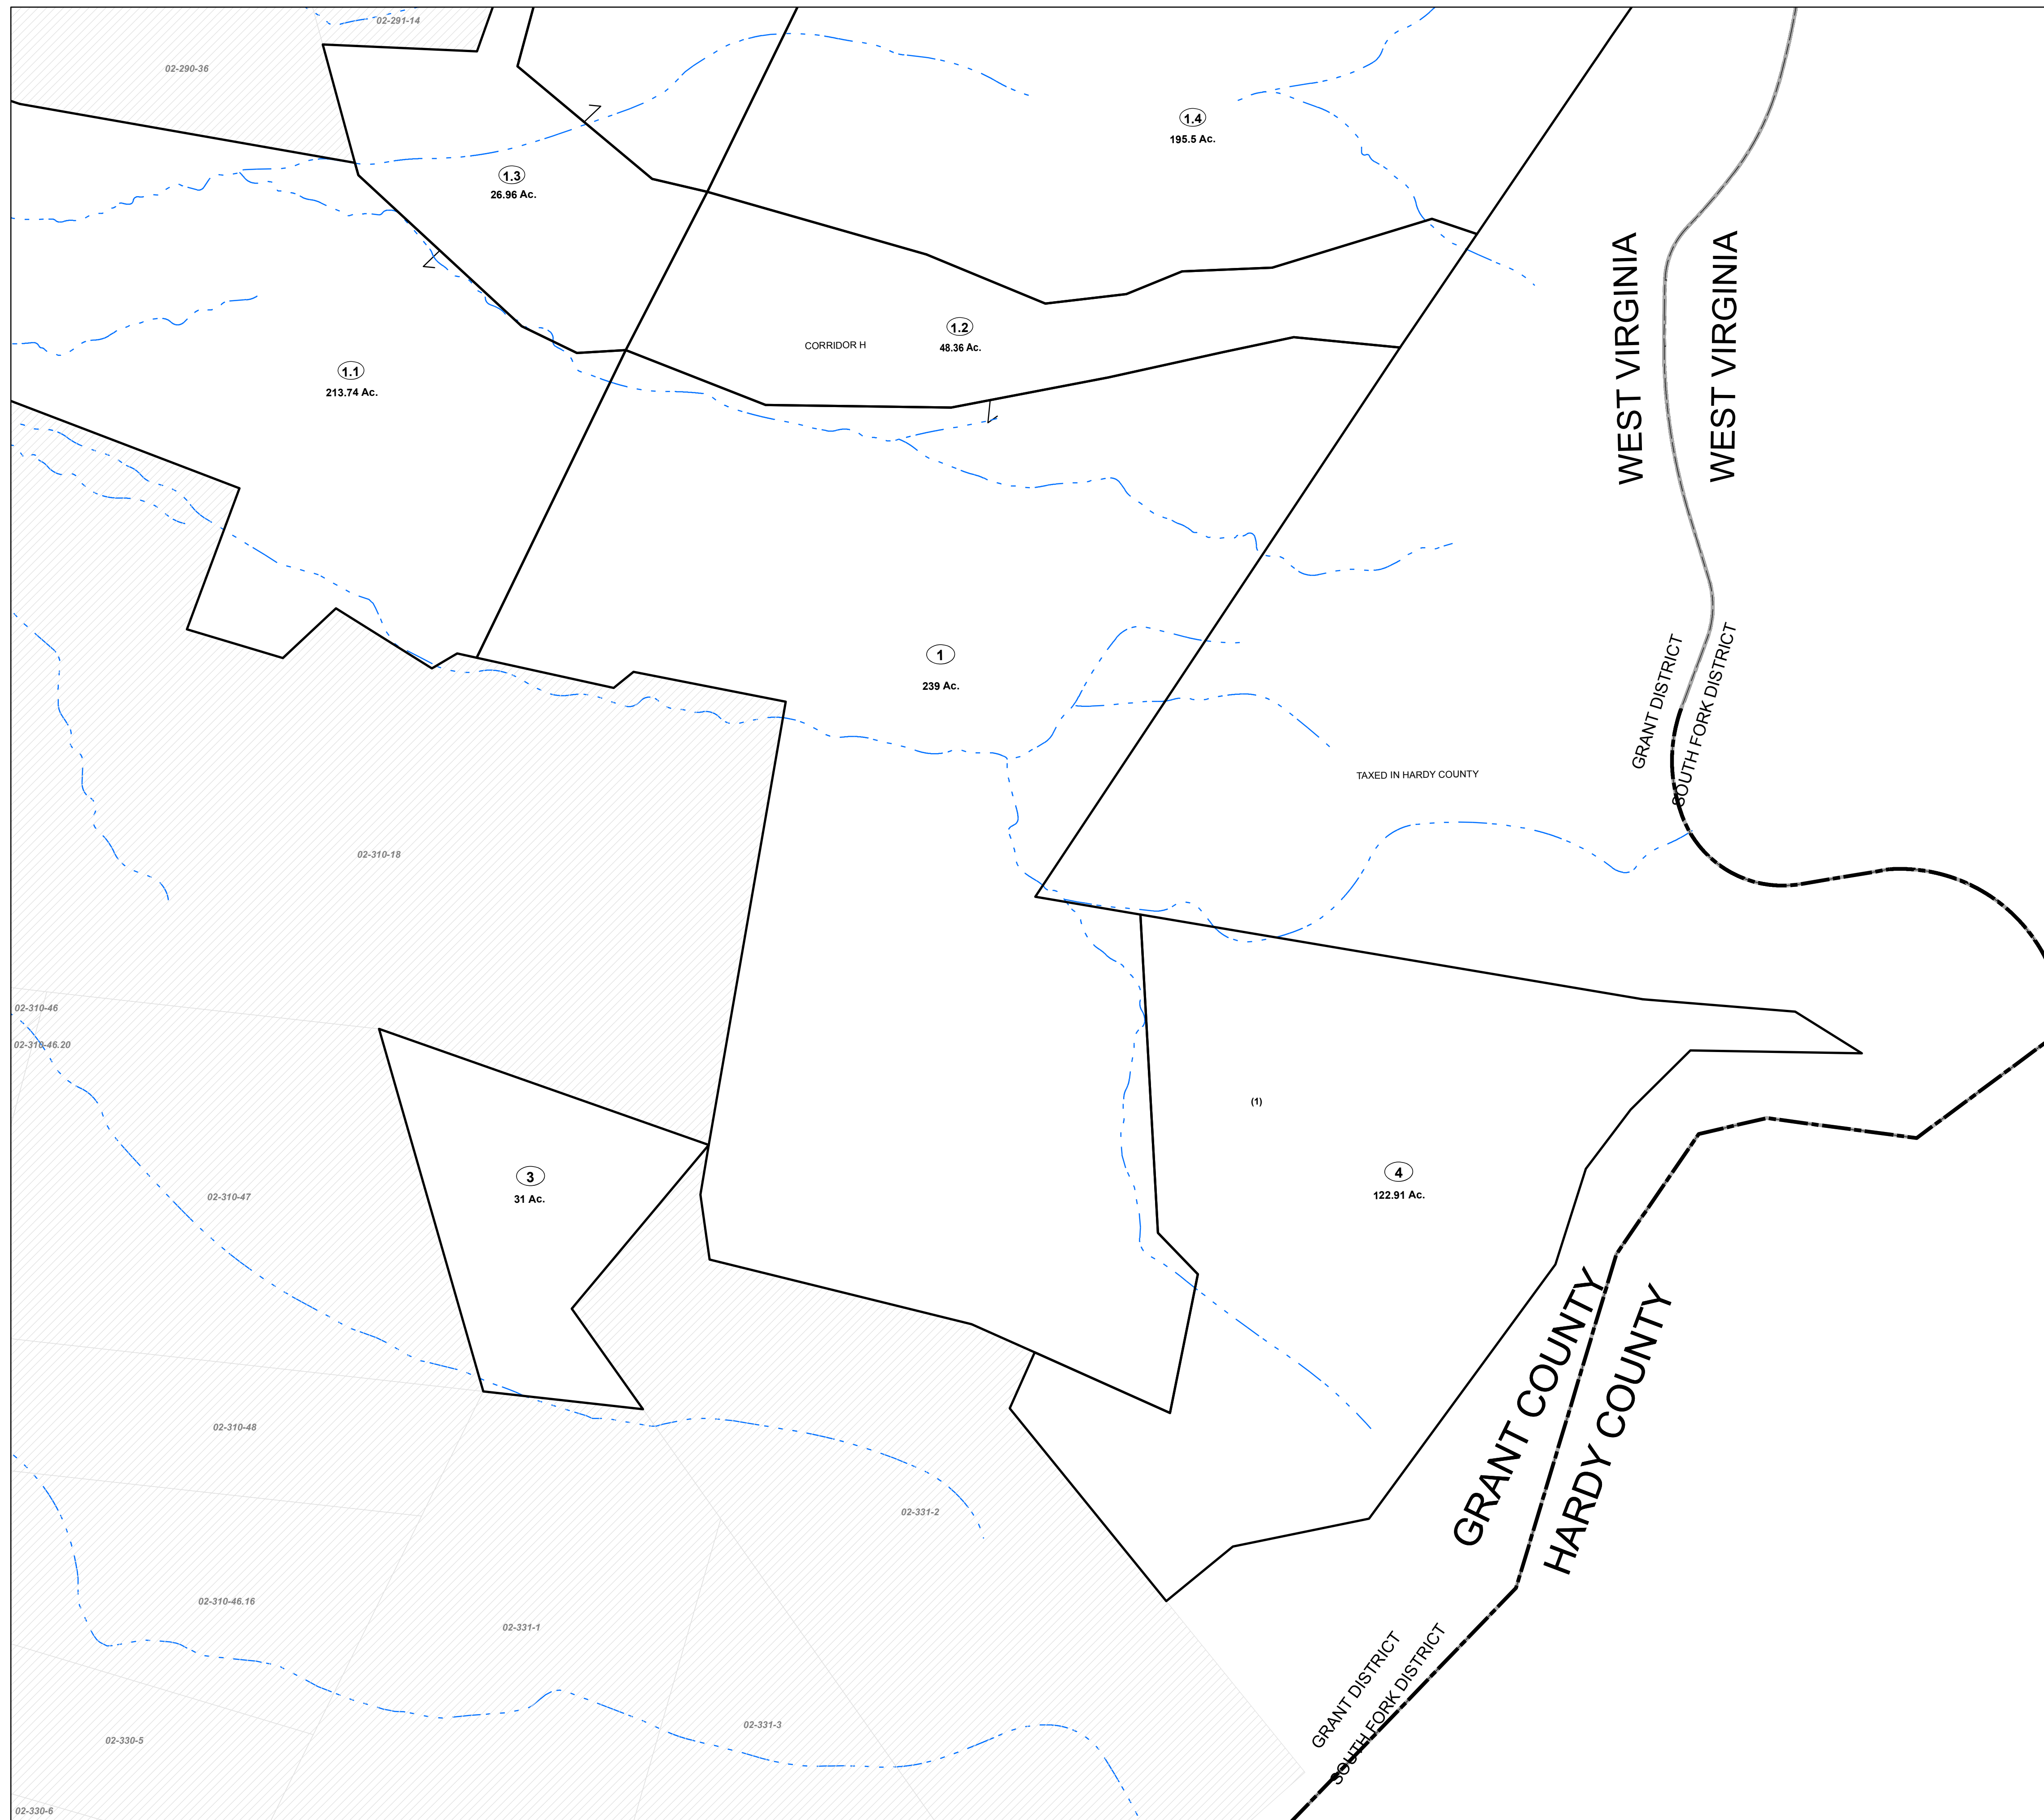 02-291-14
02-290-36
1.4
195.5 Ac.
1.3
26.96 Ac.
WEST VIRGINIA
WEST VIRGINIA
1.2
48.36 Ac.
CORRIDOR H
1.1
213.74 Ac.
1
239 Ac.
GRANT DISTRICT
SOUTH FORK DISTRICT
TAXED IN HARDY COUNTY
02-310-18
02-310-46
02-310-46.20
(1)
02-310-47
3
31 Ac.
4
122.91 Ac.
GRANT COUNTY
HARDY COUNTY
02-310-48
02-331-2
02-310-46.16
02-331-1
GRANT DISTRICT
SOUTH FORK DISTRICT
02-331-3
02-330-5
02-330-6